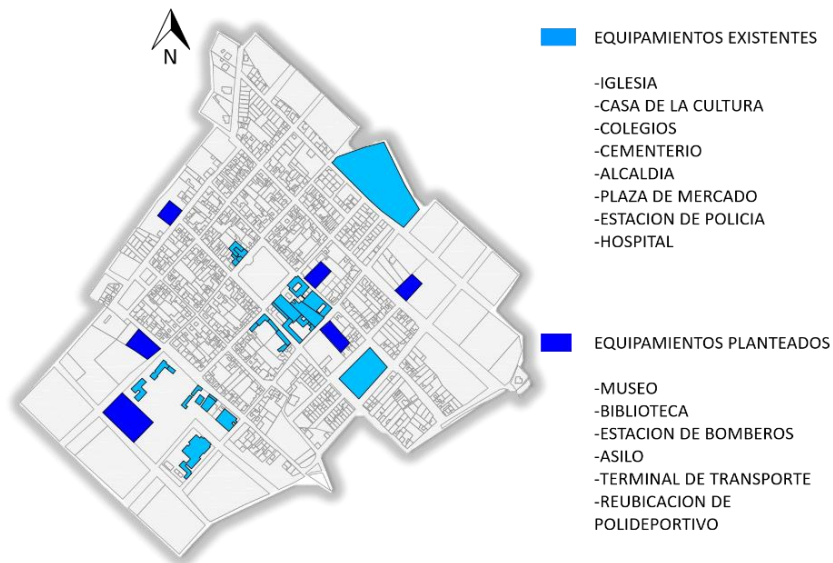 N
EQUIPAMIENTOS EXISTENTES
-IGLESIA
-CASA DE LA CULTURA
-COLEGIOS
-CEMENTERIO
-ALCALDIA
-PLAZA DE MERCADO
-ESTACION DE POLICIA
-HOSPITAL
EQUIPAMIENTOS PLANTEADOS
-MUSEO
-BIBLIOTECA
-ESTACION DE BOMBEROS
-ASILO
-TERMINAL DE TRANSPORTE
-REUBICACION DE
POLIDEPORTIVO